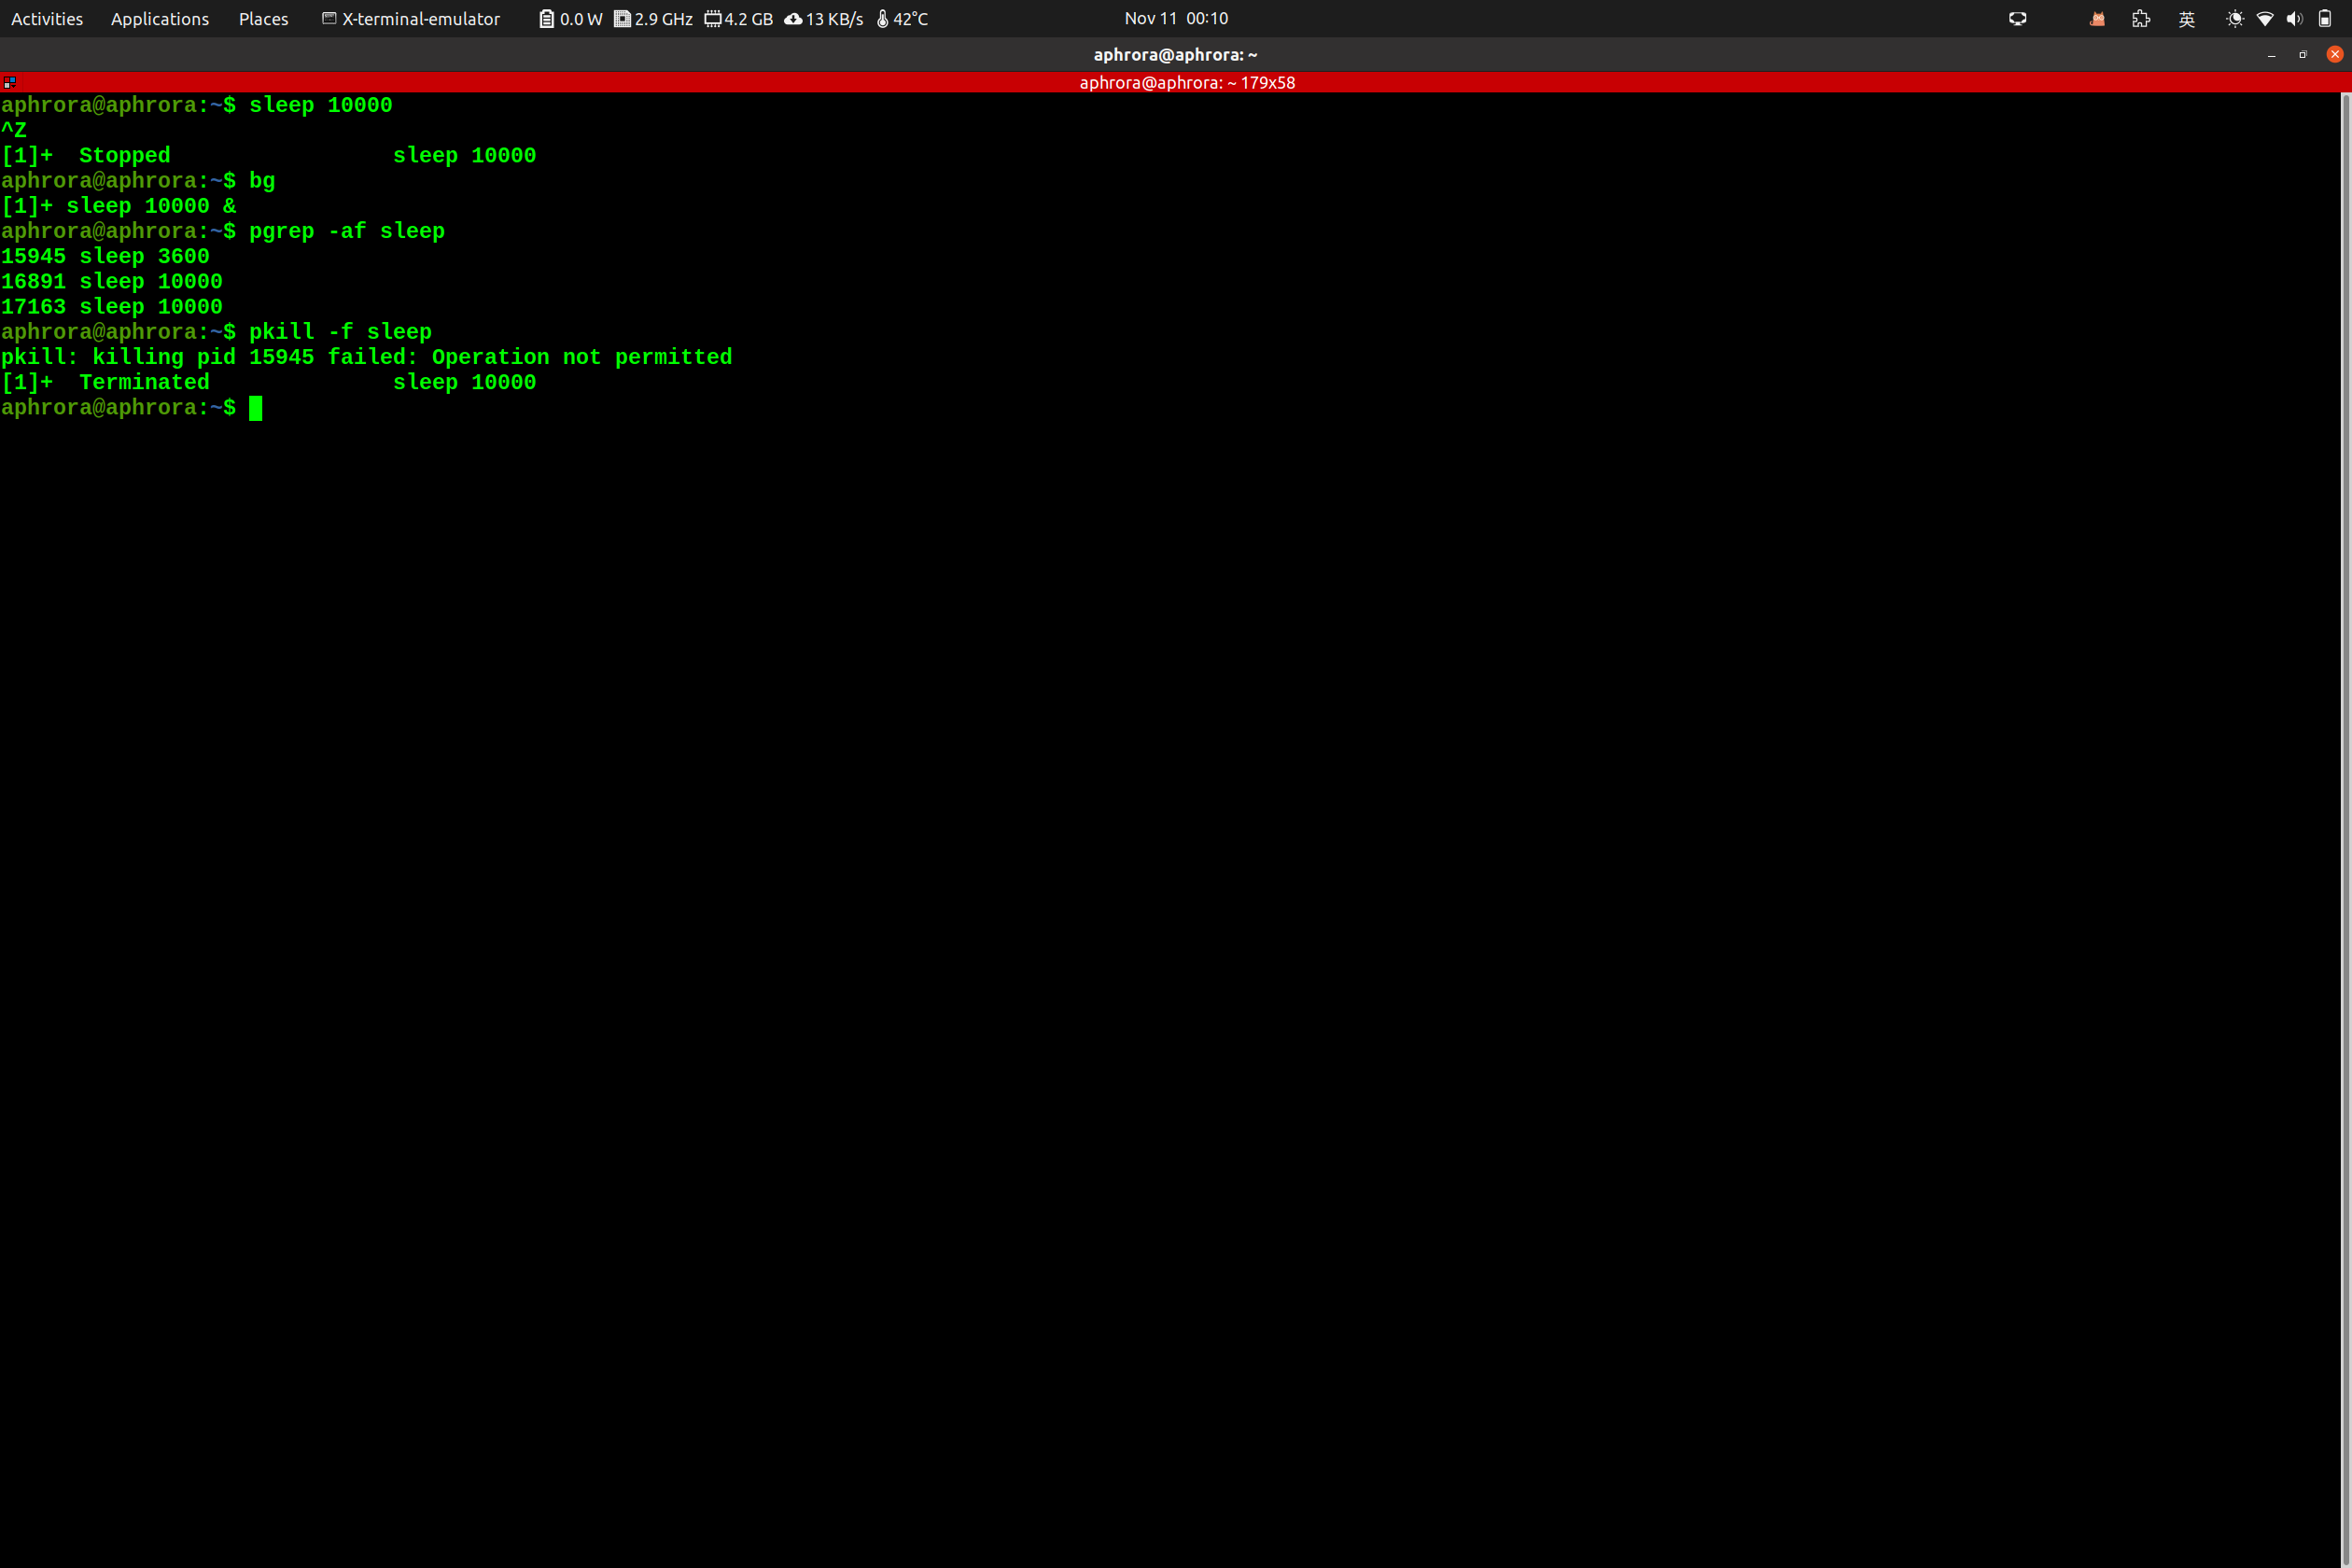 Activities Applications Places X-terminal-emulator 0.0 W 2.9 GHz 4.2 GB 13 KB/s 42°C Nov 11 00:10 英
aphrora@aphrora: ~
aphrora@aphrora: ~ 179x58
aphrora@aphrora:~$ sleep 10000
^Z
[1]+  Stopped                 sleep 10000
aphrora@aphrora:~$ bg
[1]+ sleep 10000 &
aphrora@aphrora:~$ pgrep -af sleep
15945 sleep 3600
16891 sleep 10000
17163 sleep 10000
aphrora@aphrora:~$ pkill -f sleep
pkill: killing pid 15945 failed: Operation not permitted
[1]+  Terminated              sleep 10000
aphrora@aphrora:~$